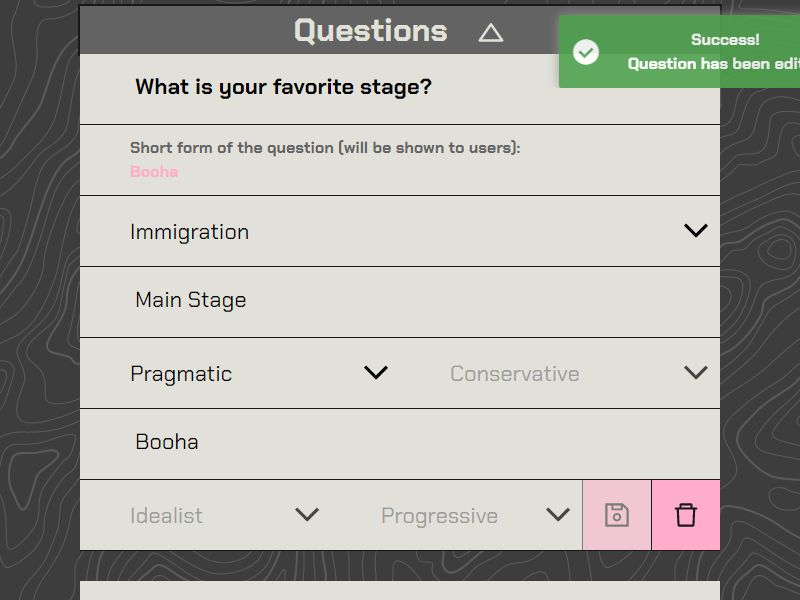 Questions
Success!
Question has been edit
What is your favorite stage?
Short form of the question (will be shown to users):
Booha
Immigration
Main Stage
Pragmatic Conservative
Booha
Idealist Progressive